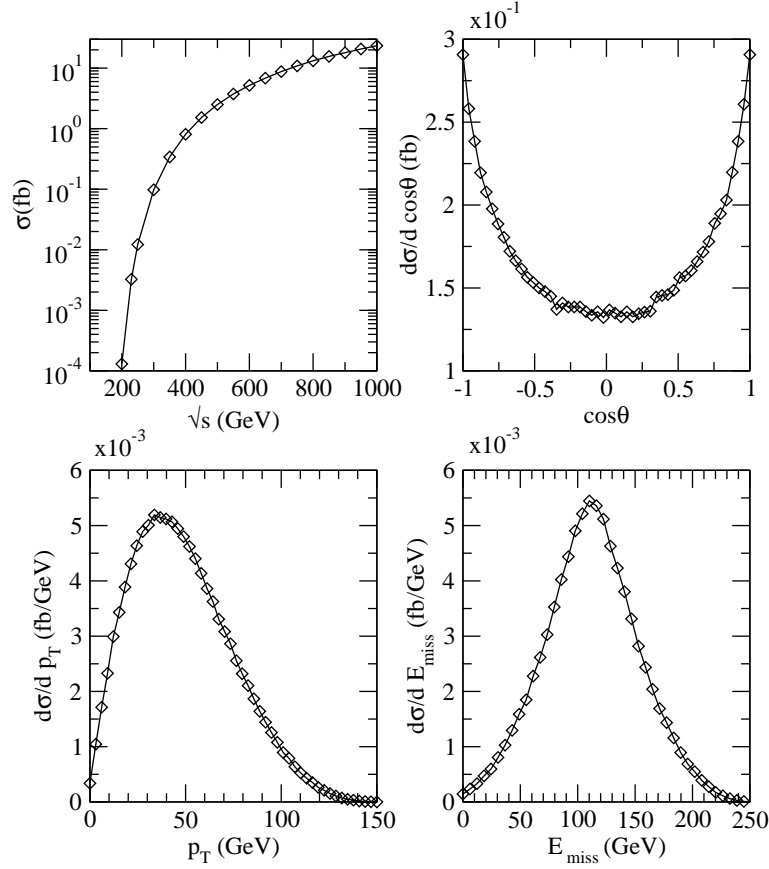 x10^-1
10^1
10^0
10^-1
10^-2
10^-3
10^-4
σ(fb)
200 400 600 800 1000
√s (GeV)
3
2.5
2
1.5
1
dσ/d cosθ (fb)
-1 -0.5 0 0.5 1
cosθ
x10^-3
6
5
4
3
2
1
0
dσ/d p_T (fb/GeV)
0 50 100 150
p_T (GeV)
x10^-3
6
5
4
3
2
1
0
dσ/d E_miss (fb/GeV)
0 50 100 150 200 250
E_miss (GeV)